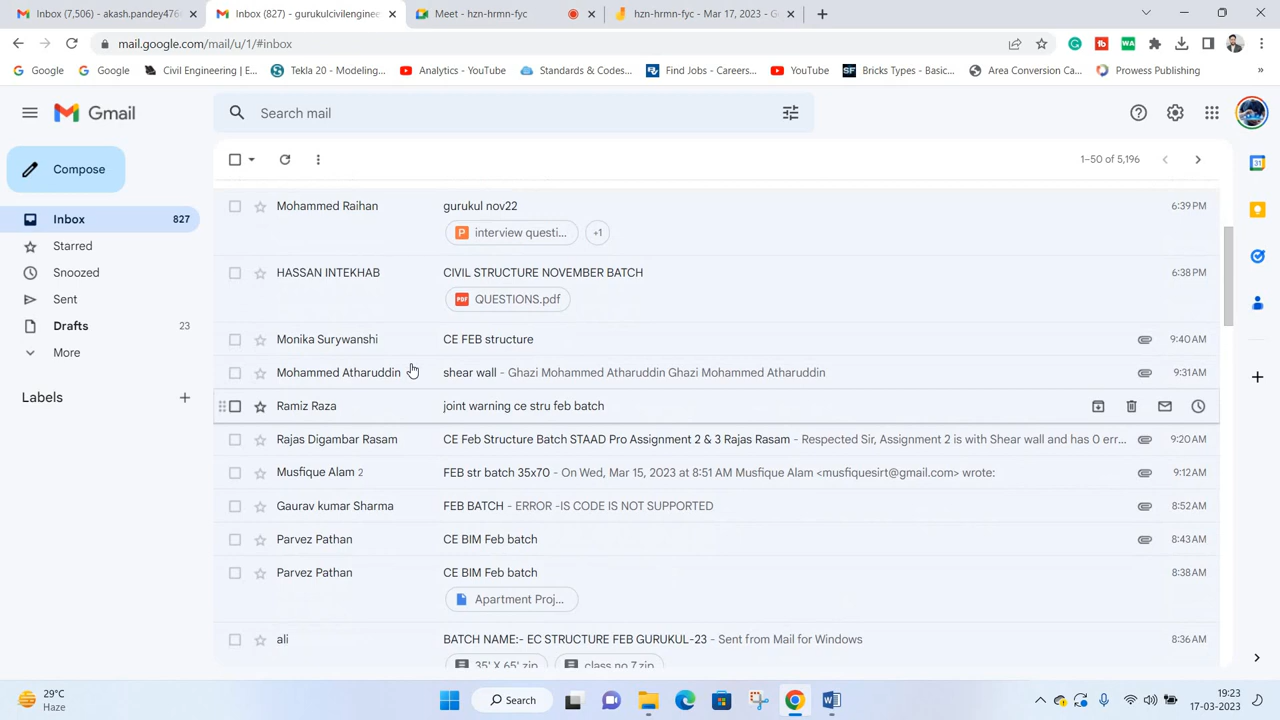 Inbox (7,506) - akash.pandey476
Inbox (827) - gurukulcivilenginee
Meet - hzn-hrmn-fyc
hzn-hrmn-fyc - Mar 17, 2023 - G
mail.google.com/mail/u/1/#inbox
Google
Google
Civil Engineering | E...
Tekla 20 - Modeling...
Analytics - YouTube
Standards & Codes...
Find Jobs - Careers...
YouTube
Bricks Types - Basic...
Area Conversion Ca...
Prowess Publishing
Gmail
Search mail
Compose
1–50 of 5,196
Inbox 827
Starred
Snoozed
Sent
Drafts 23
More
Labels
Mohammed Raihan gurukul nov22 6:39 PM
interview questi... +1
HASSAN INTEKHAB CIVIL STRUCTURE NOVEMBER BATCH 6:38 PM
PDF QUESTIONS.pdf
Monika Surywanshi CE FEB structure 9:40 AM
Mohammed Atharuddin shear wall - Ghazi Mohammed Atharuddin Ghazi Mohammed Atharuddin 9:31 AM
Ramiz Raza joint warning ce stru feb batch
Rajas Digambar Rasam CE Feb Structure Batch STAAD Pro Assignment 2 & 3 Rajas Rasam - Respected Sir, Assignment 2 is with Shear wall and has 0 err... 9:20 AM
Musfique Alam 2 FEB str batch 35x70 - On Wed, Mar 15, 2023 at 8:51 AM Musfique Alam <musfiquesirt@gmail.com> wrote: 9:12 AM
Gaurav kumar Sharma FEB BATCH - ERROR -IS CODE IS NOT SUPPORTED 8:52 AM
Parvez Pathan CE BIM Feb batch 8:43 AM
Parvez Pathan CE BIM Feb batch 8:38 AM
Apartment Proj...
ali BATCH NAME:- EC STRUCTURE FEB GURUKUL-23 - Sent from Mail for Windows 8:36 AM
35' X 65'.zip class no 7.zip
29°C
Haze
Search
19:23
17-03-2023